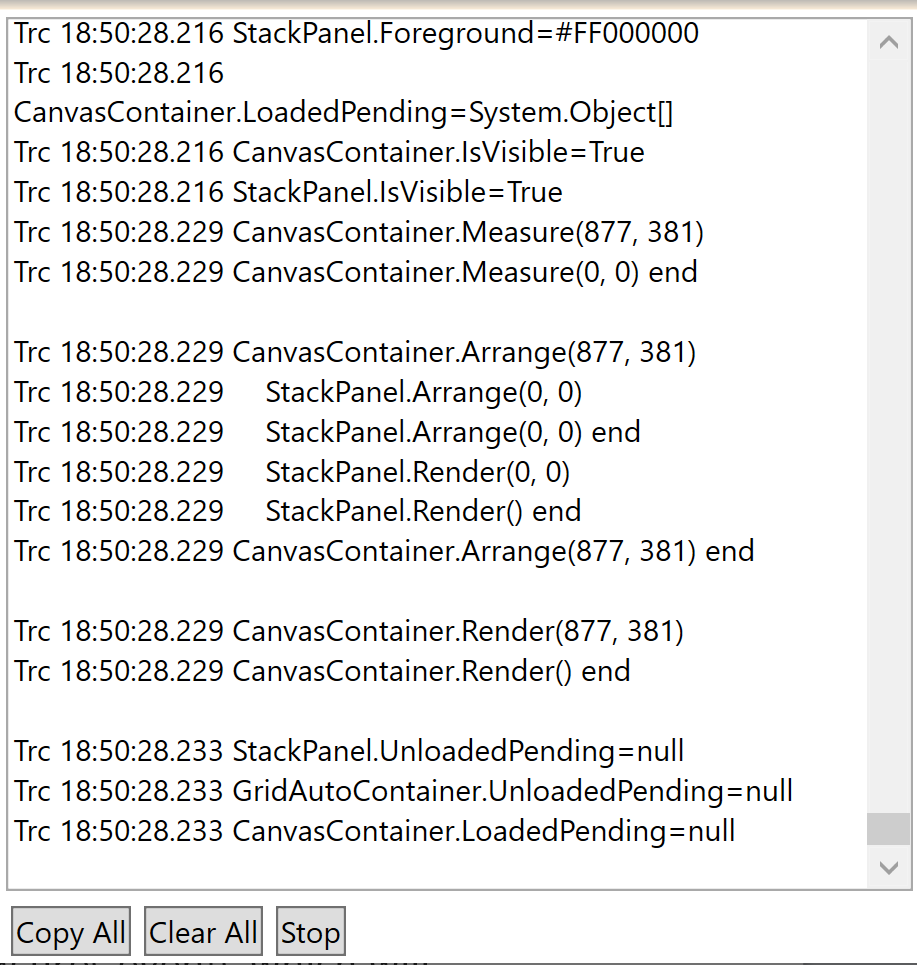 Trc 18:50:28.216 StackPanel.Foreground=#FF000000
Trc 18:50:28.216
CanvasContainer.LoadedPending=System.Object[]
Trc 18:50:28.216 CanvasContainer.IsVisible=True
Trc 18:50:28.216 StackPanel.IsVisible=True
Trc 18:50:28.229 CanvasContainer.Measure(877, 381)
Trc 18:50:28.229 CanvasContainer.Measure(0, 0) end
Trc 18:50:28.229 CanvasContainer.Arrange(877, 381)
Trc 18:50:28.229 StackPanel.Arrange(0, 0)
Trc 18:50:28.229 StackPanel.Arrange(0, 0) end
Trc 18:50:28.229 StackPanel.Render(0, 0)
Trc 18:50:28.229 StackPanel.Render() end
Trc 18:50:28.229 CanvasContainer.Arrange(877, 381) end
Trc 18:50:28.229 CanvasContainer.Render(877, 381)
Trc 18:50:28.229 CanvasContainer.Render() end
Trc 18:50:28.233 StackPanel.UnloadedPending=null
Trc 18:50:28.233 GridAutoContainer.UnloadedPending=null
Trc 18:50:28.233 CanvasContainer.LoadedPending=null
Copy All Clear All Stop